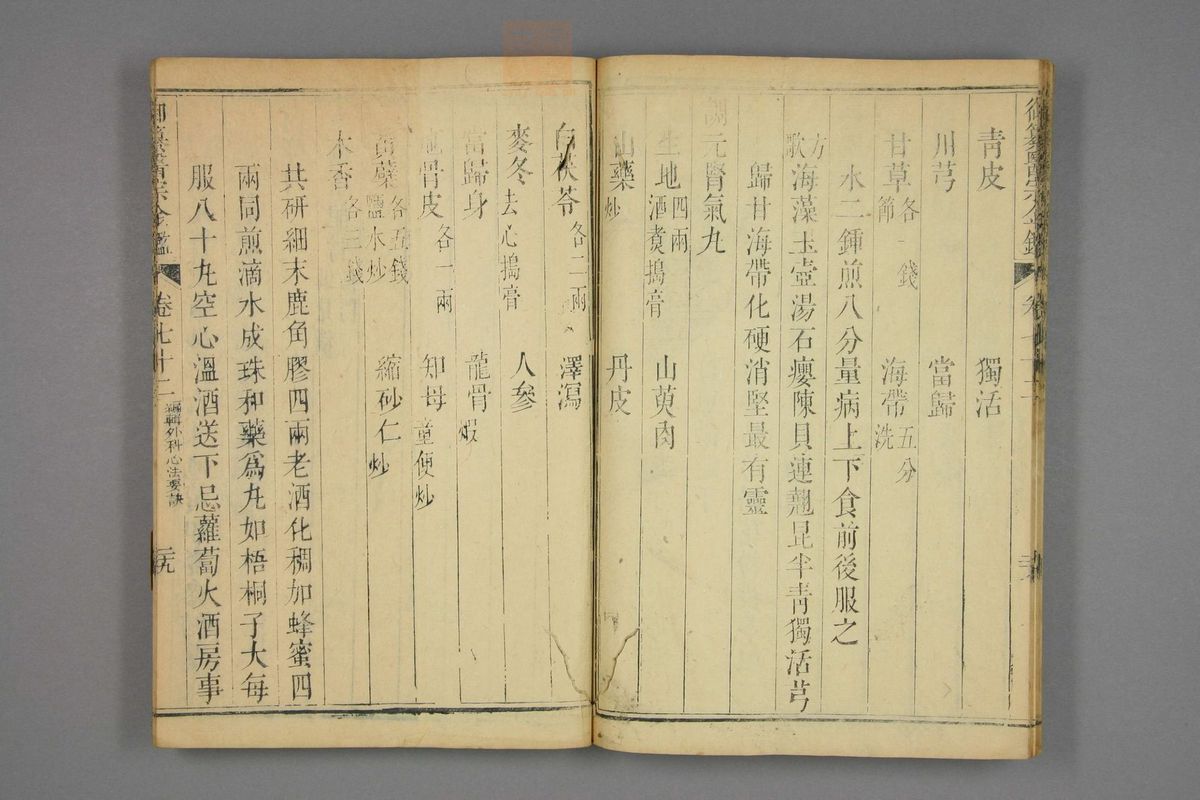 青皮　獨活
川芎　當歸
甘草節各一錢　海帶洗五分
水二鍾煎八分量病上下食前後服之
方歌海藻玉壺湯石癭陳貝蓮翹昆半青獨活芎
歸甘海帶化硬消堅最有靈
調元腎氣丸
生地四兩酒煮搗膏　山萸肉
山藥炒　丹皮
白茯苓各二兩　澤瀉
麥冬去心搗膏　人參
當歸身　龍骨煆
地骨皮各一兩　知母童便炒
黃蘗鹽水炒各五錢　縮砂仁炒
木香各三錢
共研細末鹿角膠四兩老酒化稠加蜂蜜四
兩同煎滴水成珠和藥為丸如梧桐子大每
服八十丸空心溫酒送下忌蘿蔔火酒房事
御纂醫宗金鑑　卷七十二　編輯外科心法要訣　二十九